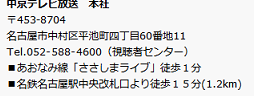 中京テレビ放送　本社
〒453-8704
名古屋市中村区平池町四丁目60番地11
Tel.052-588-4600（視聴者センター）
■あおなみ線「ささしまライブ」徒歩１分
■名鉄名古屋駅中央改札口より徒歩１５分(1.2km)